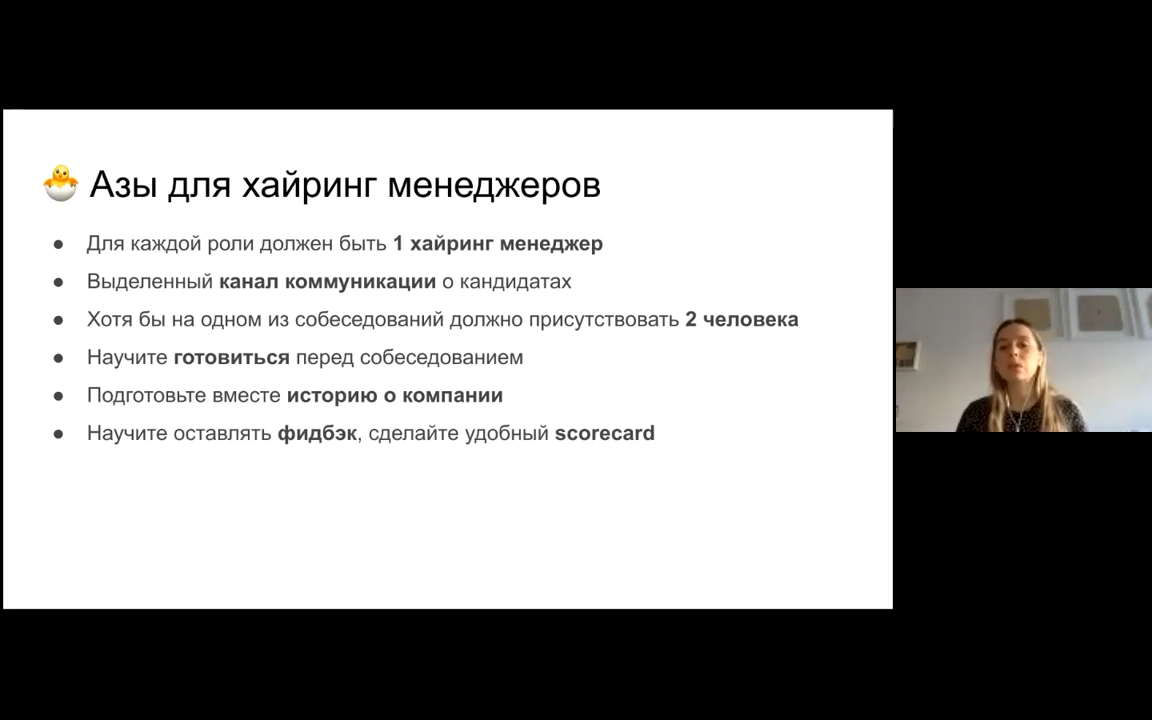 Азы для хайринг менеджеров
● Для каждой роли должен быть 1 хайринг менеджер
● Выделенный канал коммуникации о кандидатах
● Хотя бы на одном из собеседований должно присутствовать 2 человека
● Научите готовиться перед собеседованием
● Подготовьте вместе историю о компании
● Научите оставлять фидбэк, сделайте удобный scorecard